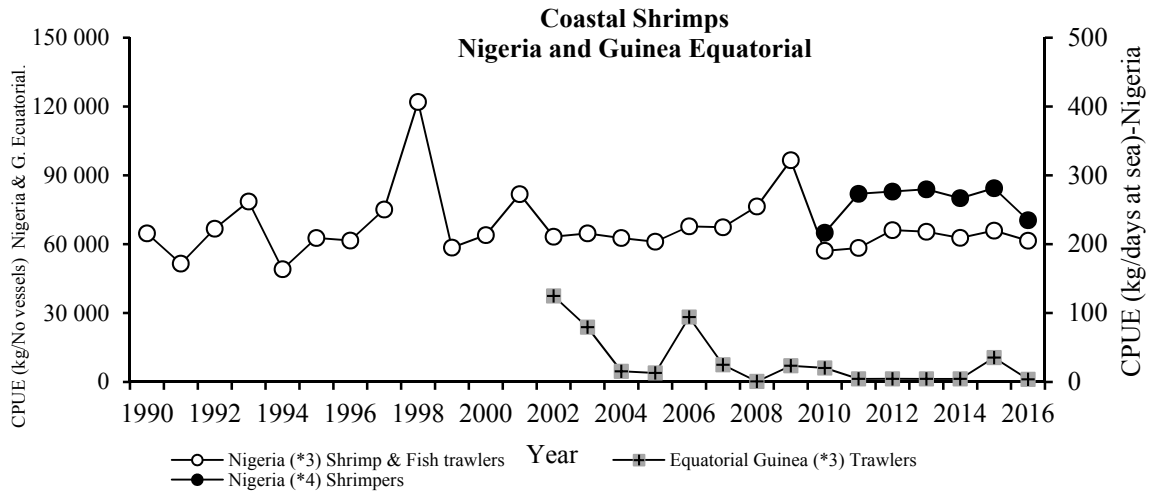 Coastal Shrimps
Nigeria and Guinea Equatorial
CPUE (kg/No vessels) Nigeria & G. Ecuatorial.
150 000
120 000
90 000
60 000
30 000
0
500
400
300
200
100
0
CPUE (kg/days at sea)-Nigeria
1990 1992 1994 1996 1998 2000 2002 2004 2006 2008 2010 2012 2014 2016
Year
Nigeria (*3) Shrimp & Fish trawlers
Equatorial Guinea (*3) Trawlers
Nigeria (*4) Shrimpers